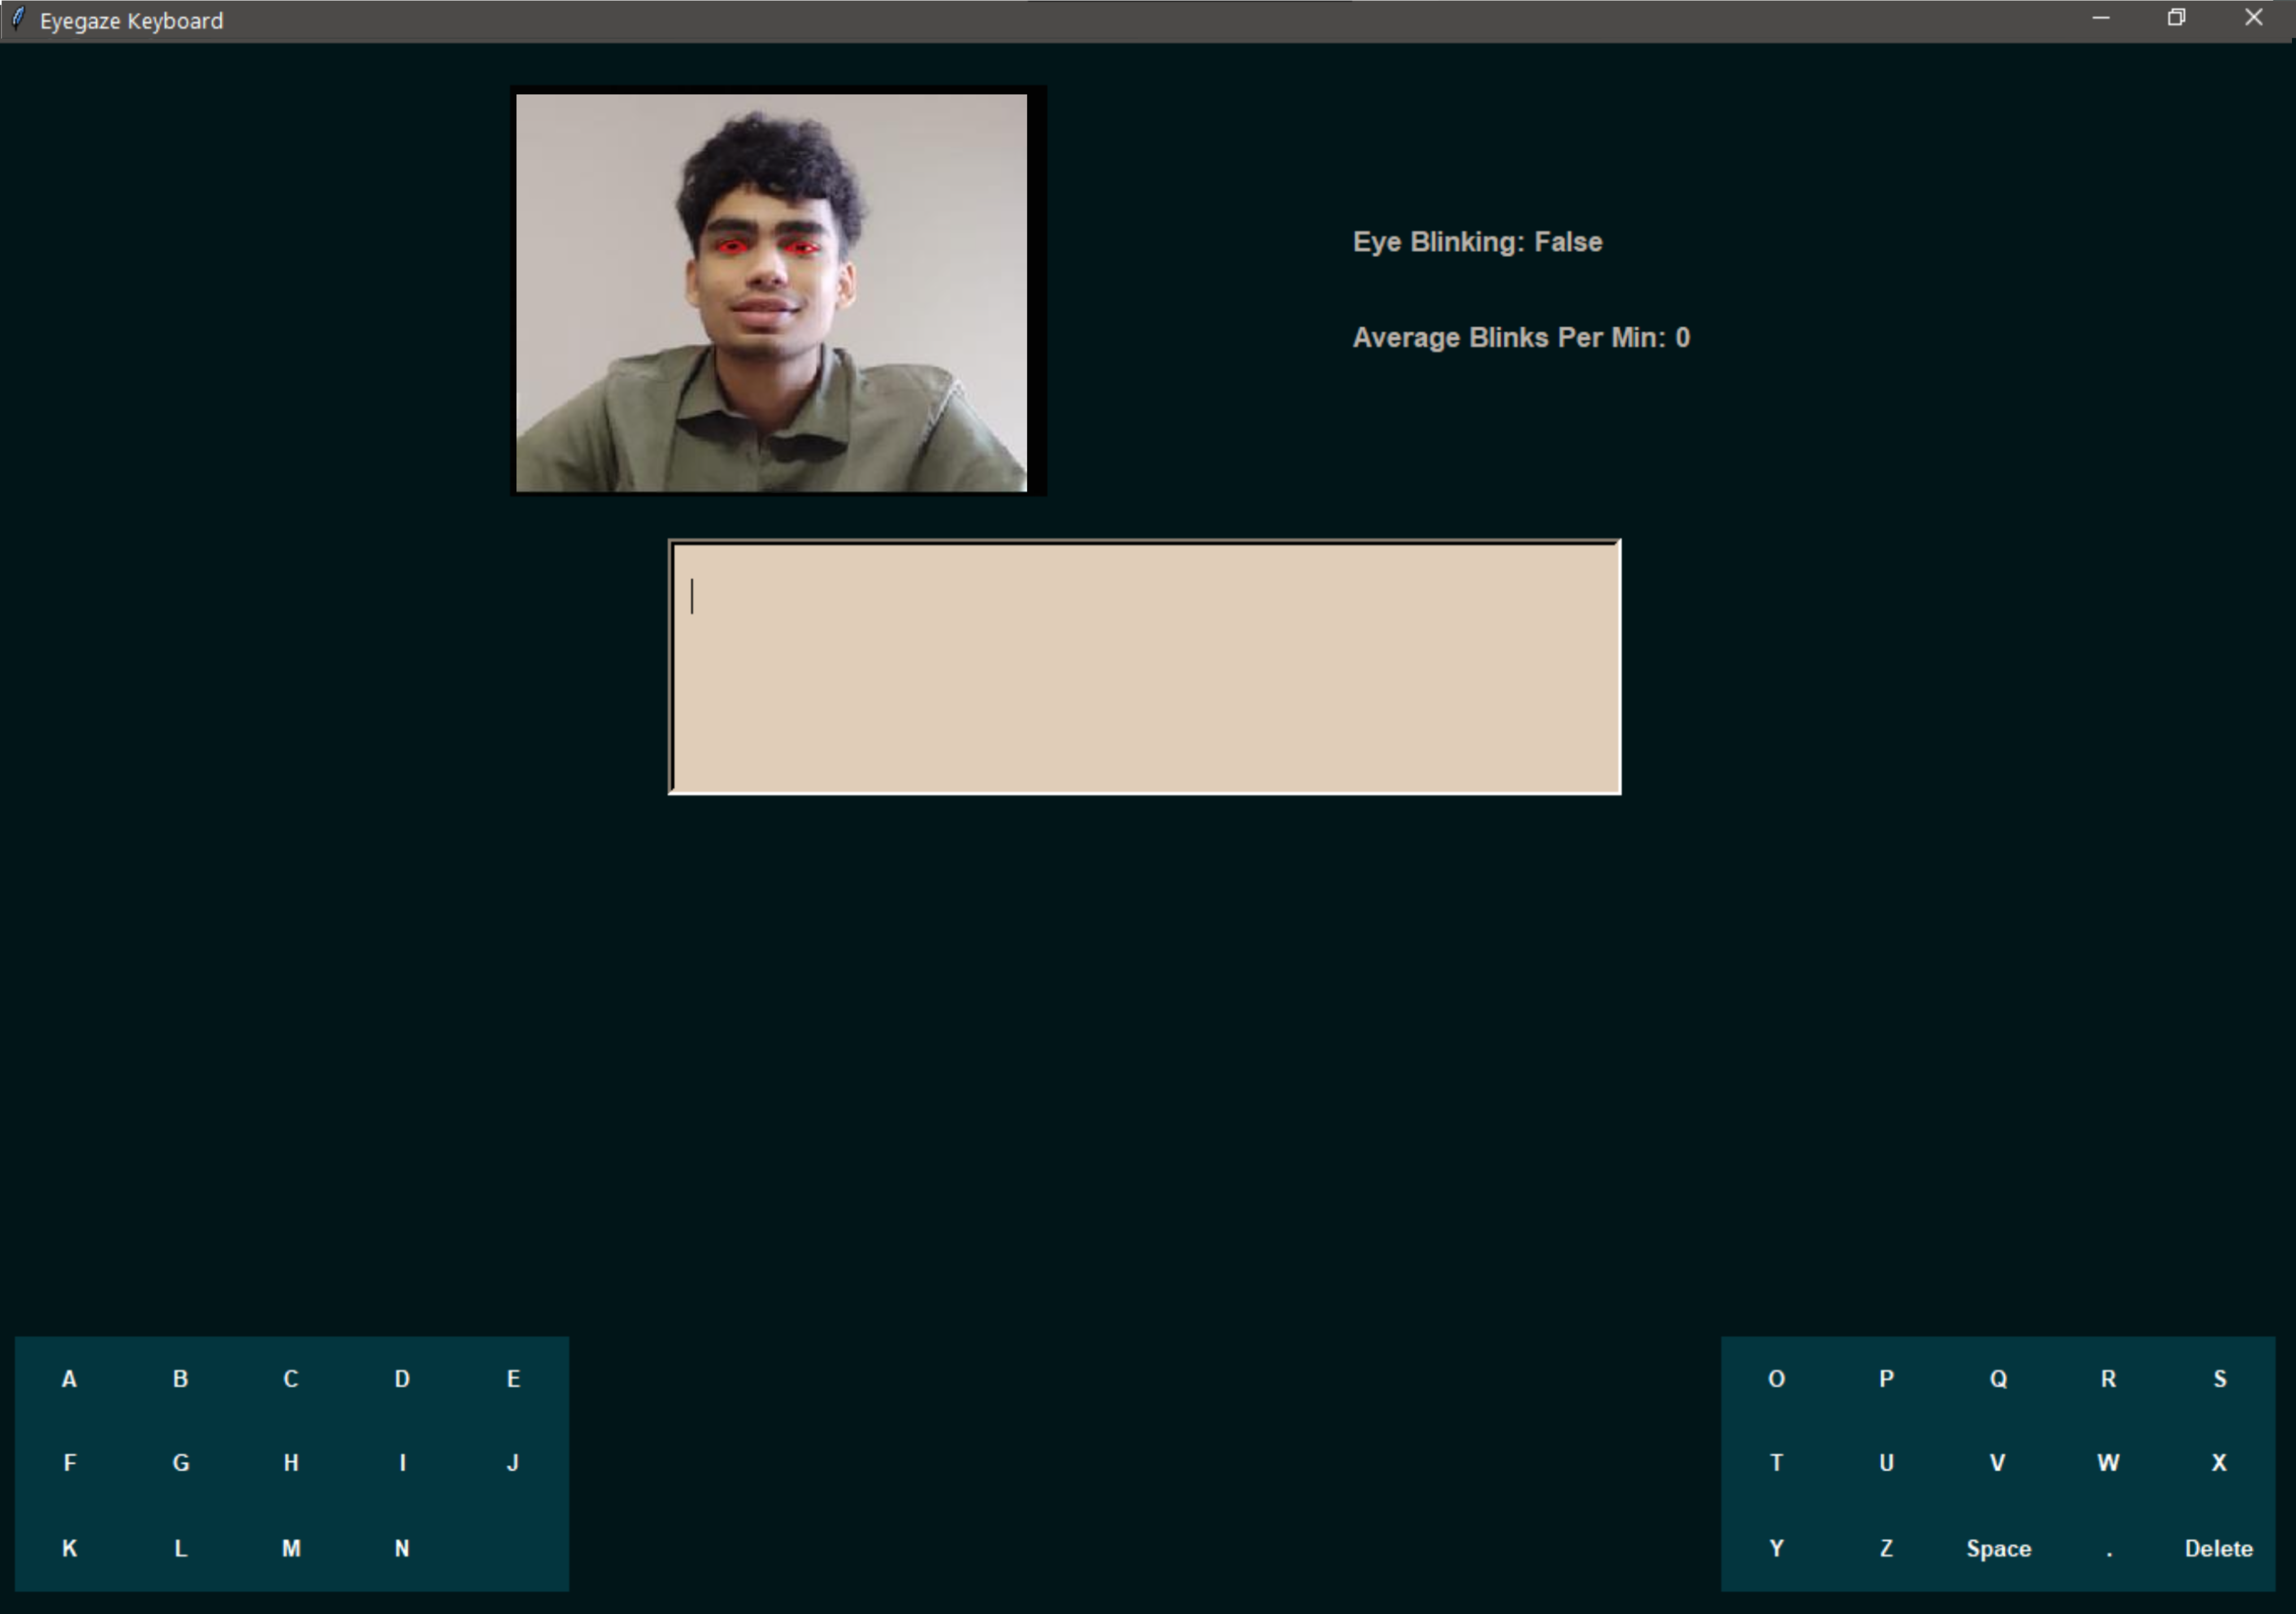 Eyegaze Keyboard
Eye Blinking: False
Average Blinks Per Min: 0
A B C D E
F G H I J
K L M N
O P Q R S
T U V W X
Y Z Space . Delete